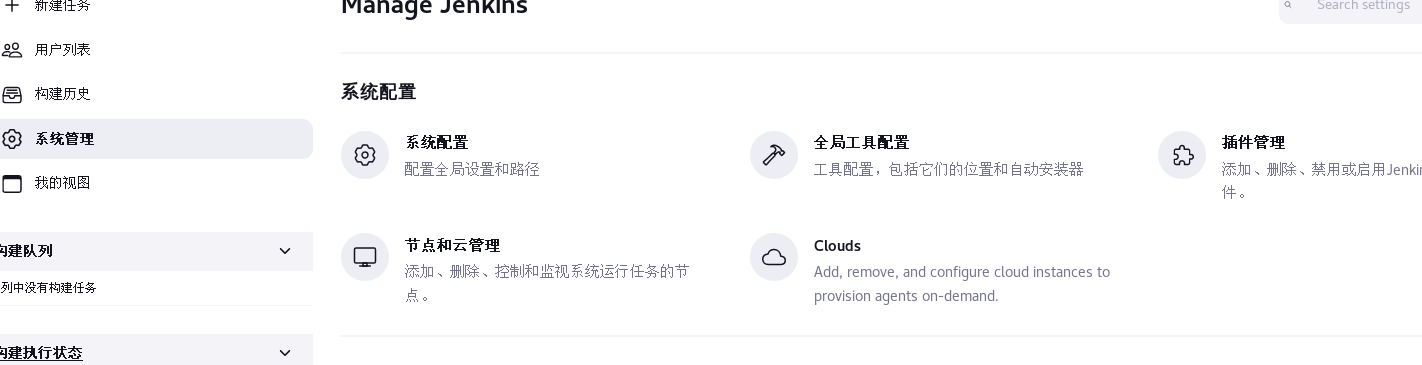 新建任务
Manage Jenkins
Search settings
用户列表
构建历史
系统管理
我的视图
构建队列
列中没有构建任务
构建执行状态
系统配置
系统配置
配置全局设置和路径
全局工具配置
工具配置，包括它们的位置和自动安装器
插件管理
添加、删除、禁用或启用Jenkin
件。
节点和云管理
添加、删除、控制和监视系统运行任务的节
点。
Clouds
Add, remove, and configure cloud instances to
provision agents on-demand.